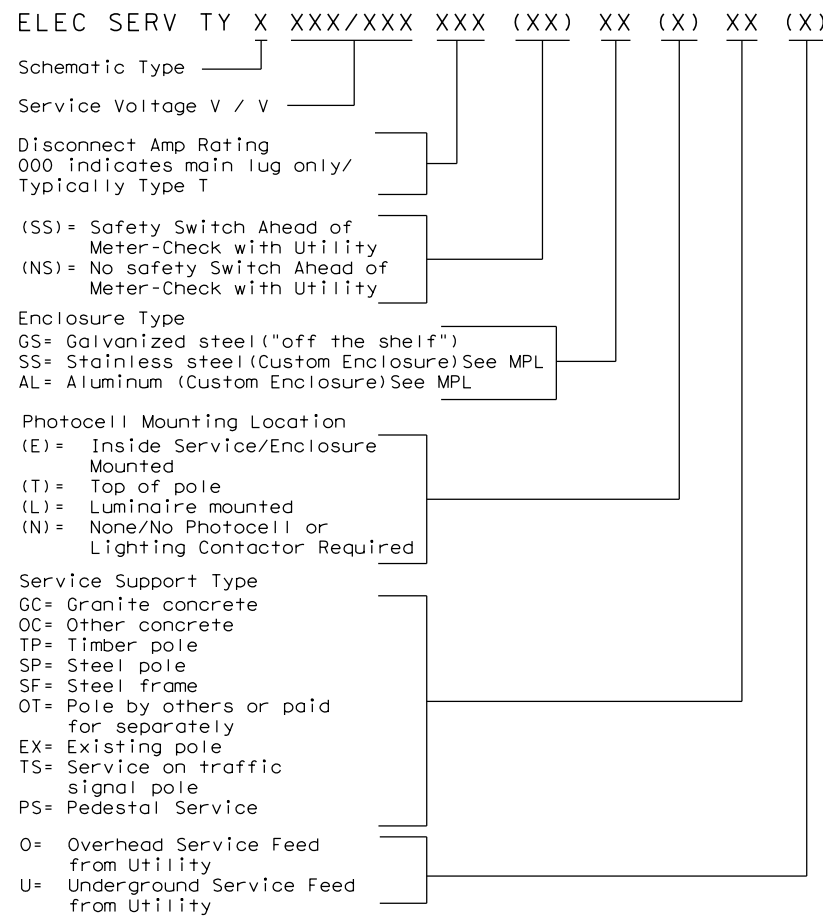 ELEC SERV TY X XXX/XXX XXX (XX) XX (X) XX (X)
Schematic Type
Service Voltage V / V
Disconnect Amp Rating
000 indicates main lug only/
Typically Type T
(SS)= Safety Switch Ahead of
Meter-Check with Utility
(NS)= No safety Switch Ahead of
Meter-Check with Utility
Enclosure Type
GS= Galvanized steel("off the shelf")
SS= Stainless steel(Custom Enclosure)See MPL
AL= Aluminum (Custom Enclosure)See MPL
Photocell Mounting Location
(E)= Inside Service/Enclosure
Mounted
(T)= Top of pole
(L)= Luminaire mounted
(N)= None/No Photocell or
Lighting Contactor Required
Service Support Type
GC= Granite concrete
OC= Other concrete
TP= Timber pole
SP= Steel pole
SF= Steel frame
OT= Pole by others or paid
for separately
EX= Existing pole
TS= Service on traffic
signal pole
PS= Pedestal Service
O= Overhead Service Feed
from Utility
U= Underground Service Feed
from Utility